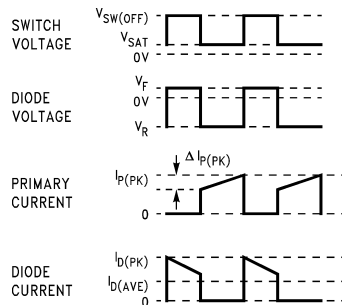 SWITCH
VOLTAGE
V_SW(OFF)
V_SAT
0V
DIODE
VOLTAGE
V_F
0V
V_R
PRIMARY
CURRENT
Δ I_P(PK)
I_P(PK)
0
DIODE
CURRENT
I_D(PK)
I_D(AVE)
0